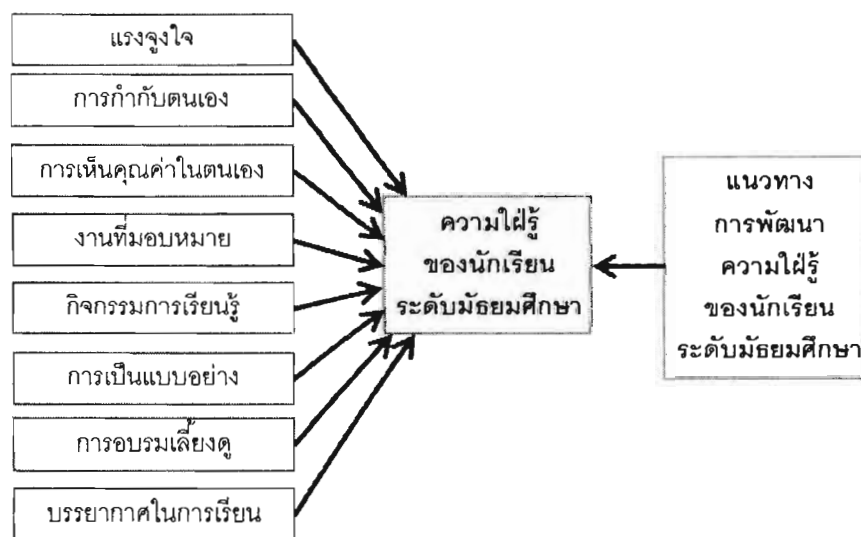 แรงจูงใจ
การกำกับตนเอง
การเห็นคุณค่าในตนเอง
งานที่มอบหมาย
กิจกรรมการเรียนรู้
การเป็นแบบอย่าง
การอบรมเลี้ยงดู
บรรยากาศในการเรียน
ความใฝ่รู้
ของนักเรียน
ระดับมัธยมศึกษา
แนวทาง
การพัฒนา
ความใฝ่รู้
ของนักเรียน
ระดับมัธยมศึกษา